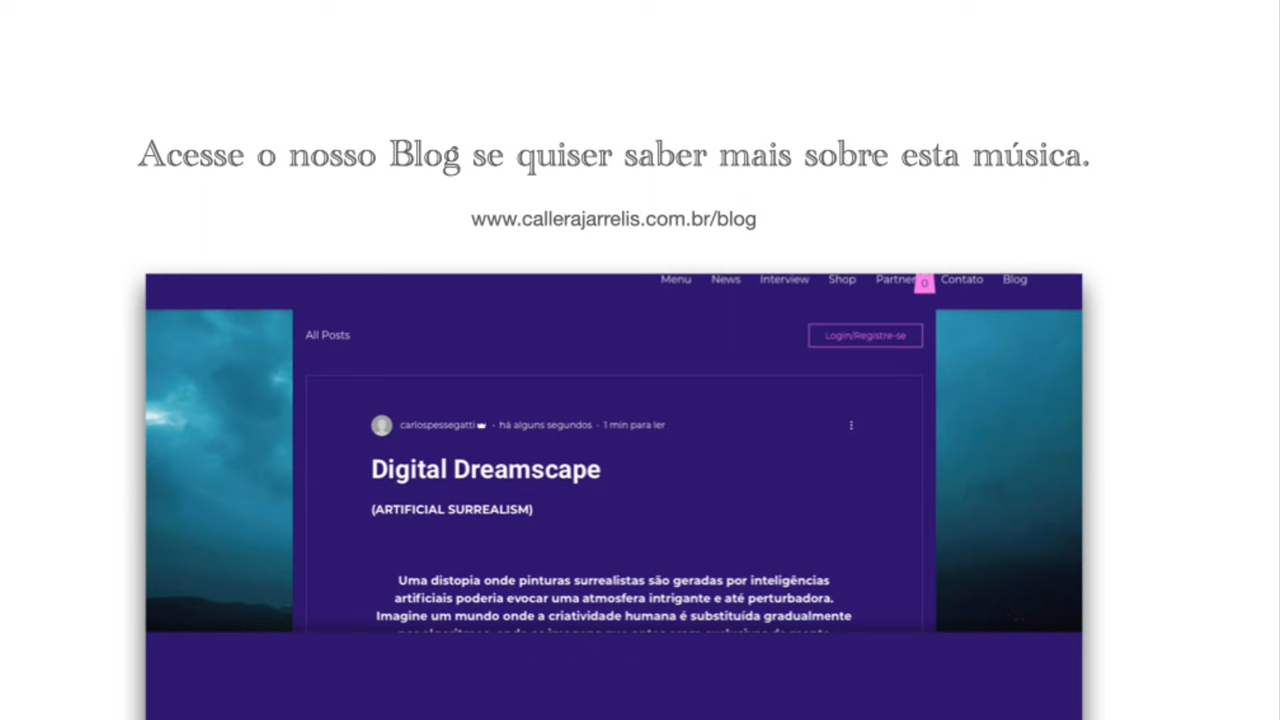 Acesse o nosso Blog se quiser saber mais sobre esta música.
www.callerajarrelis.com.br/blog
Menu News Interview Shop Partner 0 Contato Blog
All Posts Login/Registre-se
carlospessegatti · há alguns segundos · 1 min para ler
Digital Dreamscape
(ARTIFICIAL SURREALISM)
Uma distopia onde pinturas surrealistas são geradas por inteligências
artificiais poderia evocar uma atmosfera intrigante e até perturbadora.
Imagine um mundo onde a criatividade humana é substituída gradualmente